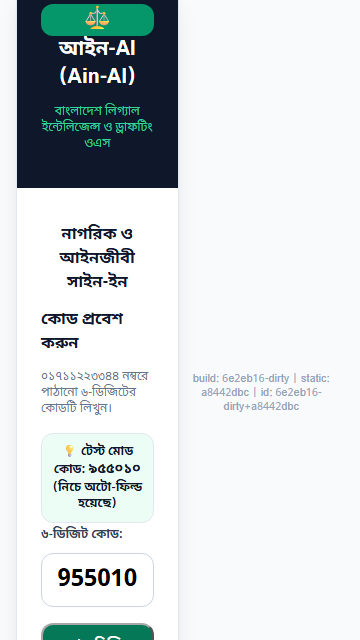 আইন-AI
(Ain-AI)
বাংলাদেশ লিগ্যাল
ইন্টেলিজেন্স ও ড্রাফটিং
ওএস
নাগরিক ও
আইনজীবী
সাইন-ইন
কোড প্রবেশ
করুন
০১৭১১২২৩৩৪৪ নম্বরে
পাঠানো ৬-ডিজিটের
কোডটি লিখুন।
💡 টেস্ট মোড
কোড: ৯৫৫০১০
(নিচে অটো-ফিল্ড
হয়েছে)
৬-ডিজিট কোড:
955010
build: 6e2eb16-dirty | static:
a8442dbc | id: 6e2eb16-
dirty+a8442dbc